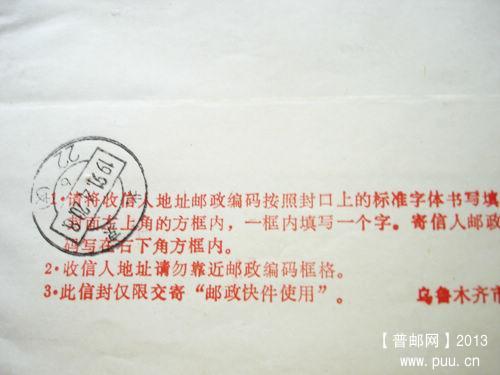 1·请将收信人地址邮政编码按照封口上的标准字体书写填
封面左上角的方框内，一框内填写一个字。寄信人邮政
码写在右下角方框内。
2·收信人地址请勿靠近邮政编码框格。
3·此信封仅限交寄“邮政快件使用”。
乌鲁木齐市
【普邮网】2013
www.puu.cn